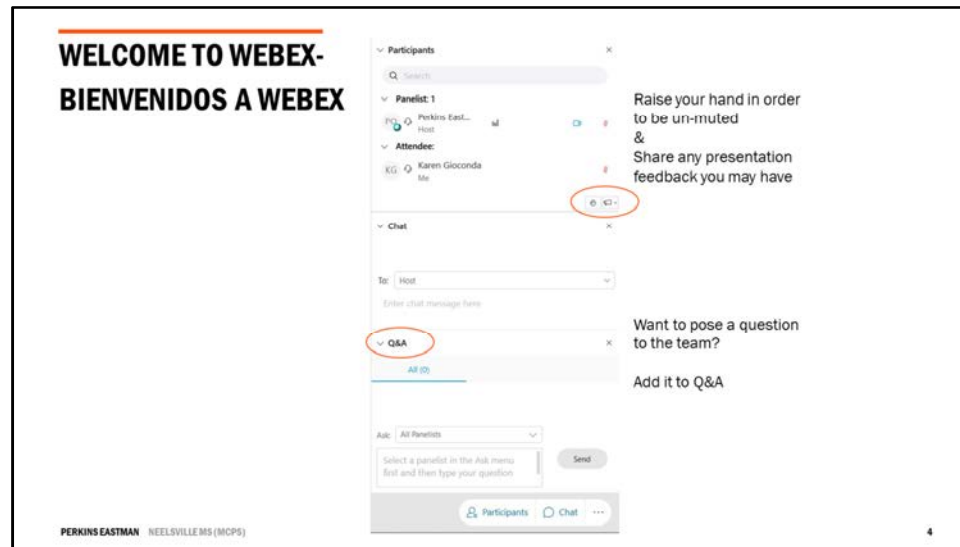 WELCOME TO WEBEX-
BIENVENIDOS A WEBEX
Participants
Search
Panelist: 1
PO Perkins East...
Host
Attendee:
KG Karen Gioconda
Me
Raise your hand in order
to be un-muted
&
Share any presentation
feedback you may have
Chat
To: Host
Enter chat message here
Q&A
All (0)
Want to pose a question
to the team?
Add it to Q&A
Ask: All Panelists
Select a panelist in the Ask menu
first and then type your question
Send
Participants Chat ...
PERKINS EASTMAN NEELSVILLE MS (MCPS)
4